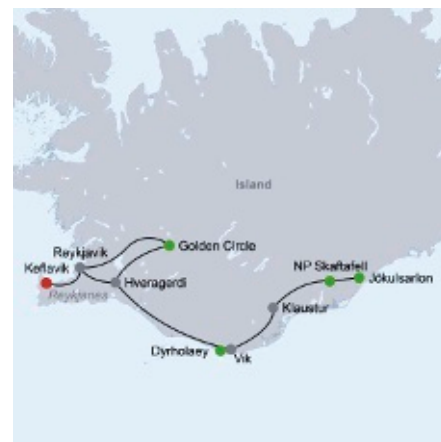 Island
Reykjavik
Golden Circle
Keflavik
NP Skaftafell
Jökulsarlon
Reykjanes
Hveragerdi
Klaustur
Dyrholaey
Vik